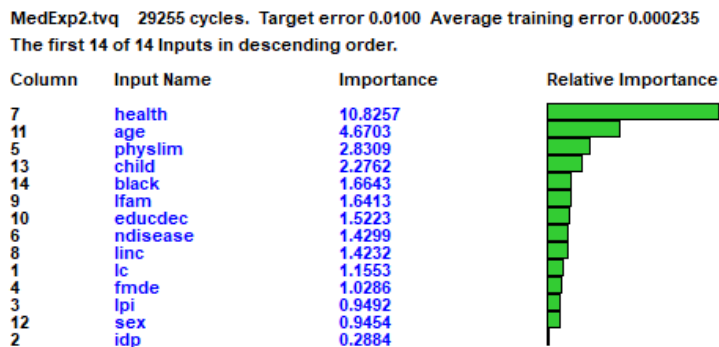 MedExp2.tvq 29255 cycles. Target error 0.0100 Average training error 0.000235
The first 14 of 14 Inputs in descending order.
Column Input Name Importance Relative Importance
7 health 10.8257
11 age 4.6703
5 physlim 2.8309
13 child 2.2762
14 black 1.6643
9 lfam 1.6413
10 educdec 1.5223
6 ndisease 1.4299
8 linc 1.4232
1 lc 1.1553
4 fmde 1.0286
3 lpi 0.9492
12 sex 0.9454
2 idp 0.2884